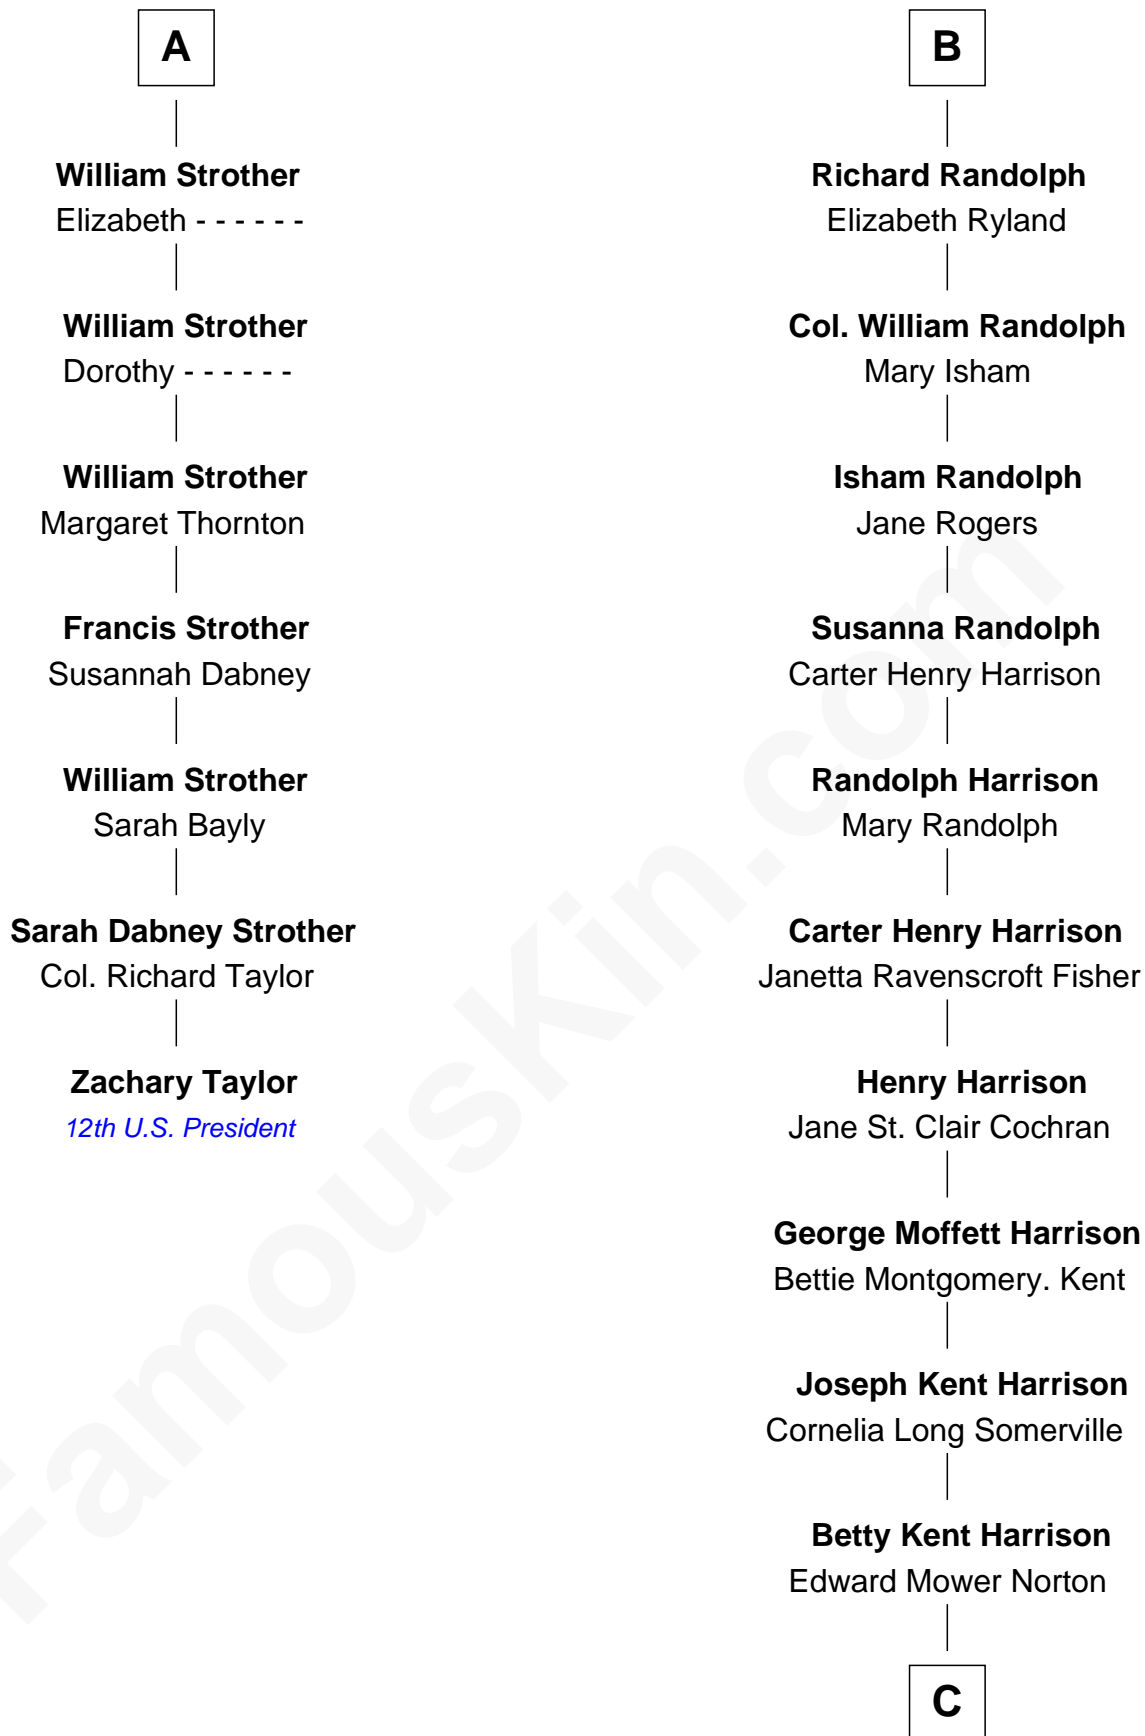 A
William Strother
Elizabeth - - - - - -
William Strother
Dorothy - - - - - -
William Strother
Margaret Thornton
Francis Strother
Susannah Dabney
William Strother
Sarah Bayly
Sarah Dabney Strother
Col. Richard Taylor
Zachary Taylor
12th U.S. President
B
Richard Randolph
Elizabeth Ryland
Col. William Randolph
Mary Isham
Isham Randolph
Jane Rogers
Susanna Randolph
Carter Henry Harrison
Randolph Harrison
Mary Randolph
Carter Henry Harrison
Janetta Ravenscroft Fisher
Henry Harrison
Jane St. Clair Cochran
George Moffett Harrison
Bettie Montgomery. Kent
Joseph Kent Harrison
Cornelia Long Somerville
Betty Kent Harrison
Edward Mower Norton
C
FamousKin.com